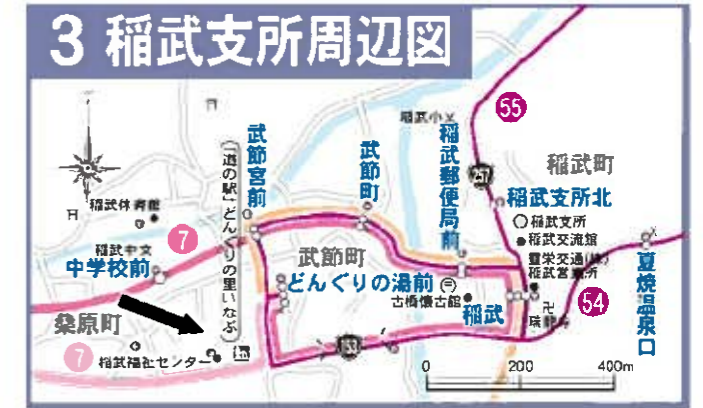 3 稲武支所周辺図
55
稲武小文
稲武町
武節宮前
武節町
稲武郵便局前
257
稲武支所北
稲武支所
稲武交流館
豊栄交通(株)
稲武営業所
夏焼温泉口
「道の駅」どんぐりの里いなぶ
稲武体育館
稲武中文
7
中学校前
武節町
どんぐりの湯前
古橋懐古館
稲武
卍
瑞龍寺
54
桑原町
7
稲武福祉センター
153
0 200 400m